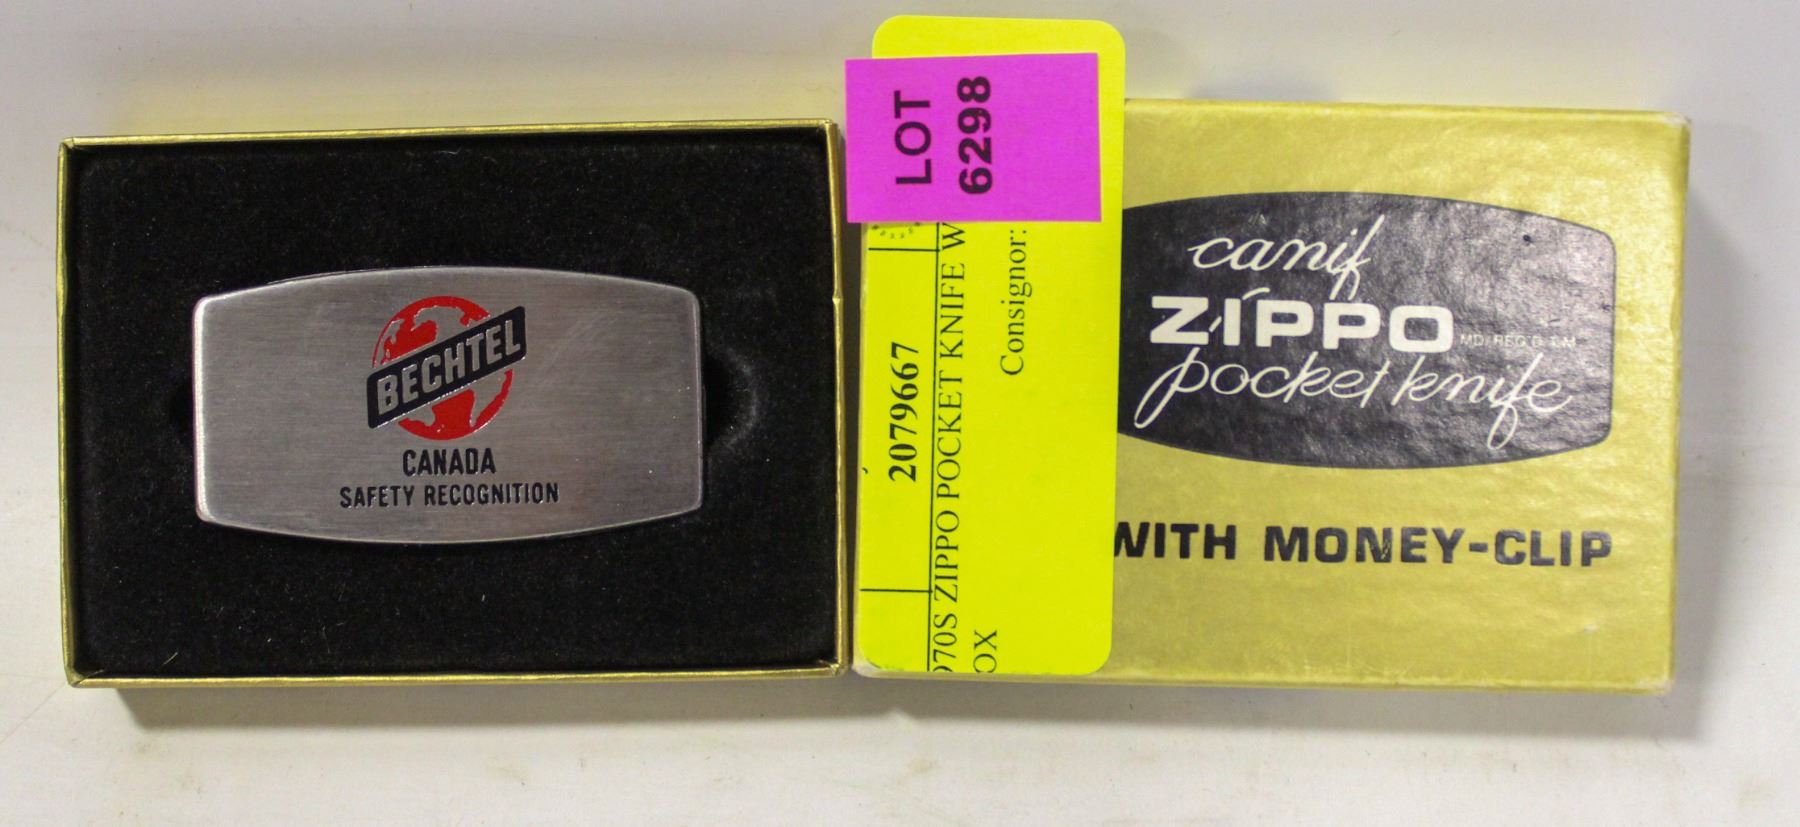 BECHTEL
CANADA
SAFETY RECOGNITION
LOT
6298
2079667
970S ZIPPO POCKET KNIFE W
OX
Consignor:
canif
ZIPPO
MD/REG'D. T.M.
pocket knife
WITH MONEY-CLIP